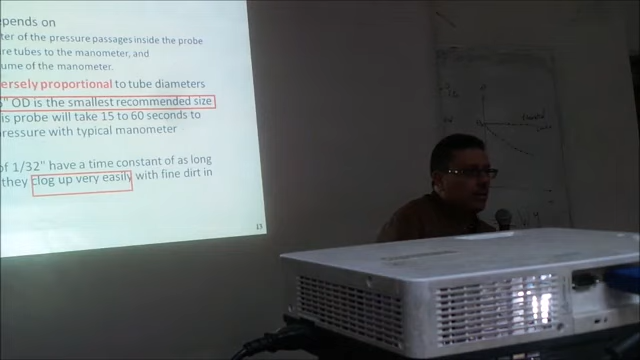 epends on
ter of the pressure passages inside the probe
re tubes to the manometer, and
ume of the manometer.
ersely proportional to tube diameters
" OD is the smallest recommended size
is probe will take 15 to 60 seconds to
pressure with typical manometer
of 1/32" have a time constant of as long
they clog up very easily with fine dirt in
13